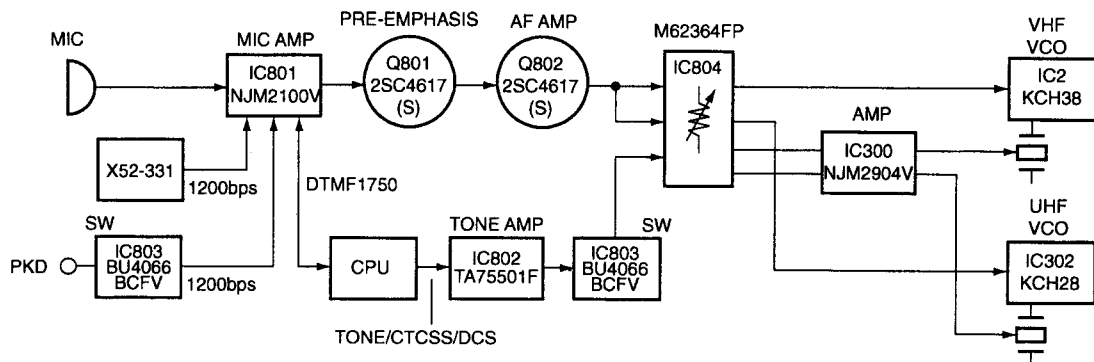 MIC
MIC AMP
IC801
NJM2100V
PRE-EMPHASIS
Q801
2SC4617
(S)
AF AMP
Q802
2SC4617
(S)
M62364FP
IC804
VHF
VCO
IC2
KCH38
AMP
IC300
NJM2904V
X52-331
1200bps
DTMF1750
SW
PKD
IC803
BU4066
BCFV
1200bps
CPU
TONE AMP
IC802
TA75501F
SW
IC803
BU4066
BCFV
TONE/CTCSS/DCS
UHF
VCO
IC302
KCH28